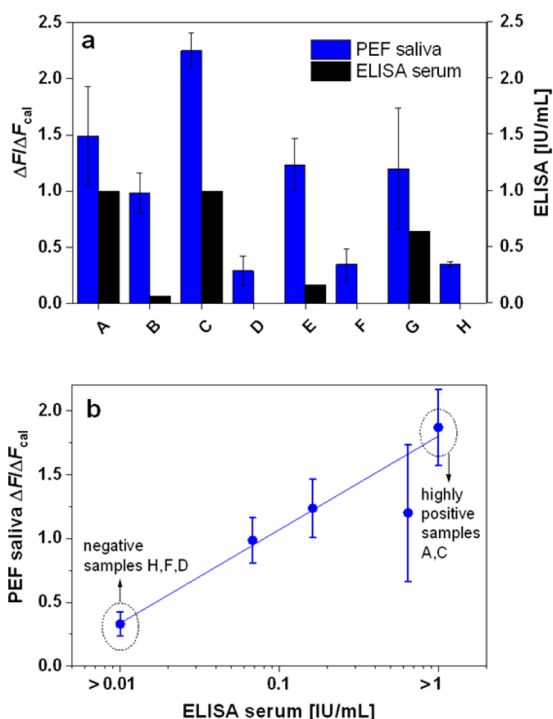 a
PEF saliva
ELISA serum
2.5
2.0
1.5
1.0
0.5
0.0
ΔF/ΔFcal
2.5
2.0
1.5
1.0
0.5
0.0
ELISA [IU/mL]
A B C D E F G H
b
2.0
1.5
1.0
0.5
0.0
PEF saliva ΔF/ΔFcal
negative
samples H,F,D
highly
positive
samples
A,C
>0.01 0.1 >1
ELISA serum [IU/mL]